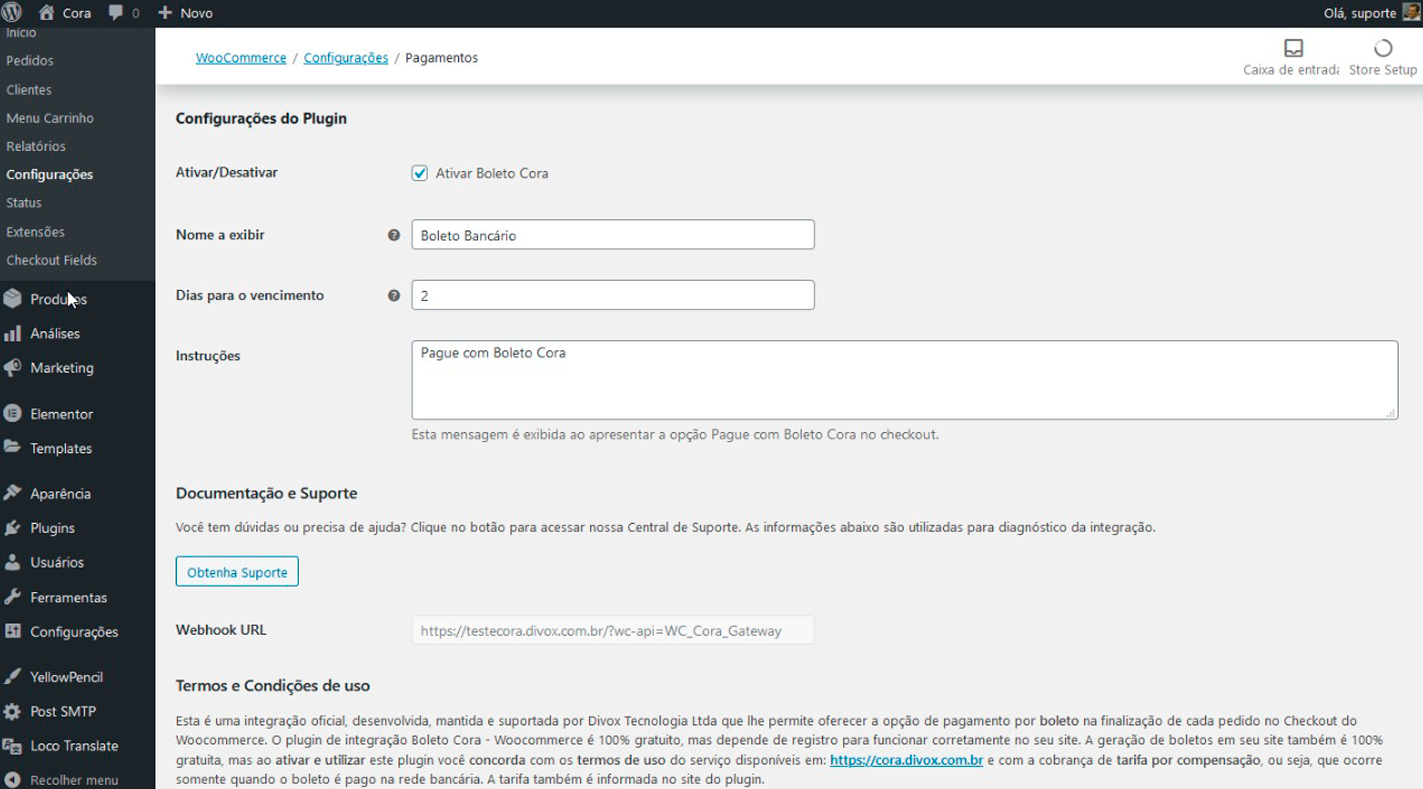 Cora 0 Novo Olá, suporte
Início
Pedidos
Clientes
Menu Carrinho
Relatórios
Configurações
Status
Extensões
Checkout Fields
Produtos
Análises
Marketing
Elementor
Templates
Aparência
Plugins
Usuários
Ferramentas
Configurações
YellowPencil
Post SMTP
Loco Translate
Recolher menu
WooCommerce / Configurações / Pagamentos
Caixa de entrada Store Setup
Configurações do Plugin
Ativar/Desativar Ativar Boleto Cora
Nome a exibir ? Boleto Bancário
Dias para o vencimento ? 2
Instruções Pague com Boleto Cora
Esta mensagem é exibida ao apresentar a opção Pague com Boleto Cora no checkout.
Documentação e Suporte
Você tem dúvidas ou precisa de ajuda? Clique no botão para acessar nossa Central de Suporte. As informações abaixo são utilizadas para diagnóstico da integração.
Obtenha Suporte
Webhook URL https://testecora.divox.com.br/?wc-api=WC_Cora_Gateway
Termos e Condições de uso
Esta é uma integração oficial, desenvolvida, mantida e suportada por Divox Tecnologia Ltda que lhe permite oferecer a opção de pagamento por boleto na finalização de cada pedido no Checkout do
Woocommerce. O plugin de integração Boleto Cora - Woocommerce é 100% gratuito, mas depende de registro para funcionar corretamente no seu site. A geração de boletos em seu site também é 100%
gratuita, mas ao ativar e utilizar este plugin você concorda com os termos de uso do serviço disponíveis em: https://cora.divox.com.br e com a cobrança de tarifa por compensação, ou seja, que ocorre
somente quando o boleto é pago na rede bancária. A tarifa também é informada no site do plugin.